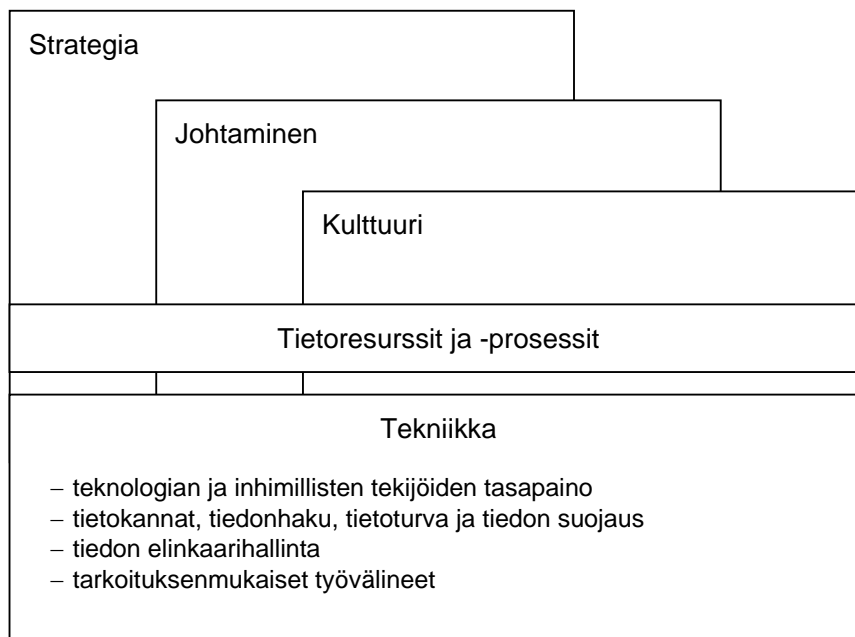 Strategia
Johtaminen
Kulttuuri
Tietoresurssit ja -prosessit
Tekniikka
– teknologian ja inhimillisten tekijöiden tasapaino
– tietokannat, tiedonhaku, tietoturva ja tiedon suojaus
– tiedon elinkaarihallinta
– tarkoituksenmukaiset työvälineet